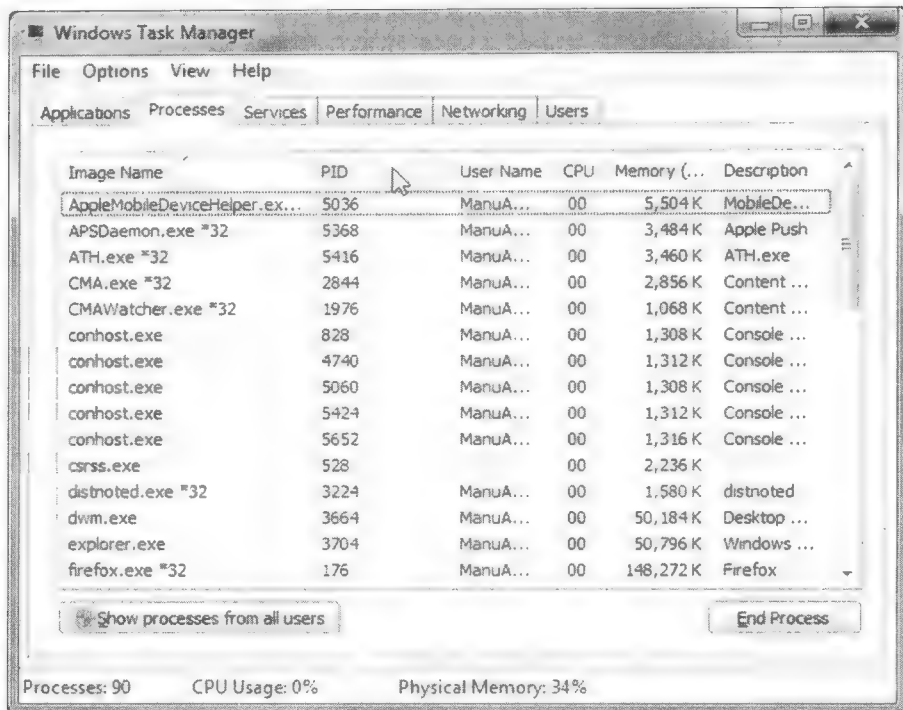 Windows Task Manager
File Options View Help
Applications Processes Services Performance Networking Users
Image Name PID User Name CPU Memory (... Description
AppleMobileDeviceHelper.ex... 5036 ManuA... 00 5,504 K MobileDe...
APSDaemon.exe *32 5368 ManuA... 00 3,484 K Apple Push
ATH.exe *32 5416 ManuA... 00 3,460 K ATH.exe
CMA.exe *32 2844 ManuA... 00 2,856 K Content ...
CMAWatcher.exe *32 1976 ManuA... 00 1,068 K Content ...
conhost.exe 828 ManuA... 00 1,308 K Console ...
conhost.exe 4740 ManuA... 00 1,312 K Console ...
conhost.exe 5060 ManuA... 00 1,308 K Console ...
conhost.exe 5424 ManuA... 00 1,312 K Console ...
conhost.exe 5652 ManuA... 00 1,316 K Console ...
csrss.exe 528 00 2,236 K
distnoted.exe *32 3224 ManuA... 00 1,580 K distnoted
dwm.exe 3664 ManuA... 00 50,184 K Desktop ...
explorer.exe 3704 ManuA... 00 50,796 K Windows ...
firefox.exe *32 176 ManuA... 00 148,272 K Firefox
Show processes from all users End Process
Processes: 90 CPU Usage: 0% Physical Memory: 34%